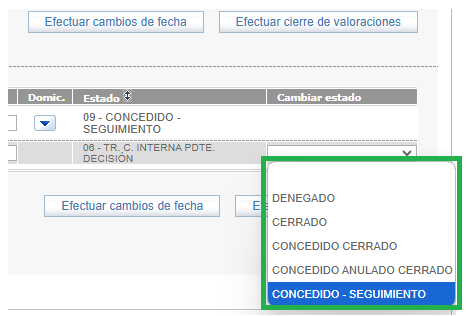 Efectuar cambios de fecha Efectuar cierre de valoraciones
Domic. Estado Cambiar estado
09 - CONCEDIDO -
SEGUIMIENTO
06 - TR. C. INTERNA PDTE.
DECISIÓN
Efectuar cambios de fecha
DENEGADO
CERRADO
CONCEDIDO CERRADO
CONCEDIDO ANULADO CERRADO
CONCEDIDO - SEGUIMIENTO